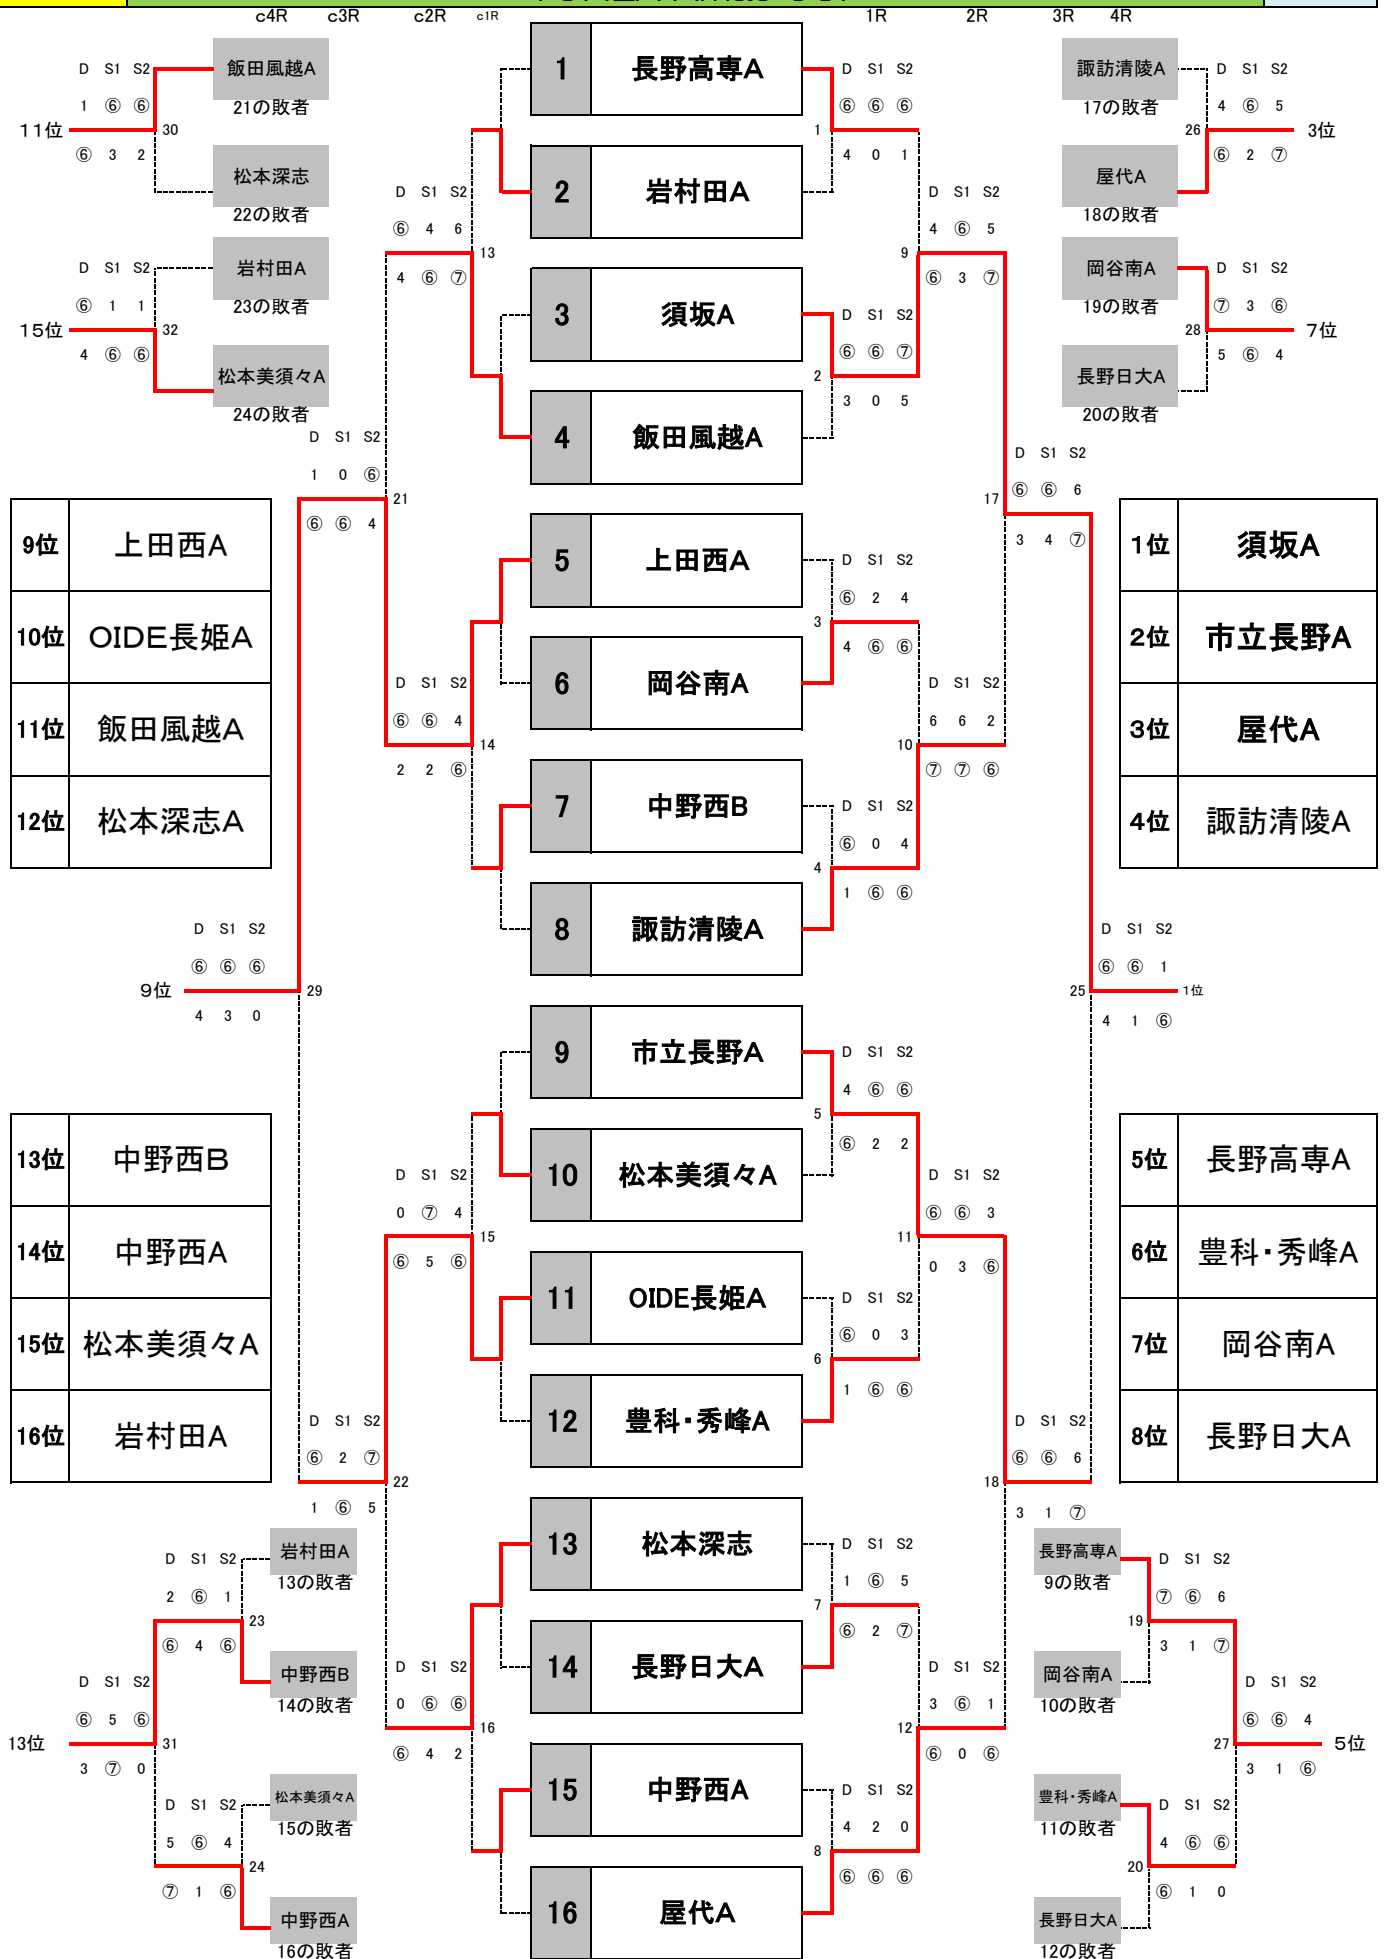 c4R c3R c2R c1R 1R 2R 3R 4R
D S1 S2 飯田風越A
1 ⑥ ⑥ 21の敗者
11位 30
⑥ 3 2 松本深志
22の敗者
D S1 S2 岩村田A
⑥ 1 1 23の敗者
15位 32
4 ⑥ ⑥ 松本美須々A
24の敗者
1 長野高専A
2 岩村田A
3 須坂A
4 飯田風越A
5 上田西A
6 岡谷南A
7 中野西B
8 諏訪清陵A
9 市立長野A
10 松本美須々A
11 OIDE長姫A
12 豊科・秀峰A
13 松本深志
14 長野日大A
15 中野西A
16 屋代A
D S1 S2
⑥ ⑥ ⑥
1
4 0 1
D S1 S2
⑥ ⑥ ⑦
2
3 0 5
D S1 S2
⑥ 2 4
3
4 ⑥ ⑥
D S1 S2
⑥ 0 4
4
1 ⑥ ⑥
D S1 S2
4 ⑥ ⑥
5
⑥ 2 2
D S1 S2
⑥ 0 3
6
1 ⑥ ⑥
D S1 S2
1 ⑥ 5
7
⑥ 2 ⑦
D S1 S2
4 2 0
8
⑥ ⑥ ⑥
D S1 S2
4 ⑥ 5
9
⑥ 3 ⑦
D S1 S2
6 6 2
10
⑦ ⑦ ⑥
D S1 S2
⑥ ⑥ 3
11
0 3 ⑥
D S1 S2
3 ⑥ 1
12
⑥ 0 ⑥
D S1 S2
⑥ 4 6
13
4 ⑥ ⑦
D S1 S2
⑥ ⑥ 4
14
2 2 ⑥
D S1 S2
0 ⑦ 4
15
⑥ 5 ⑥
D S1 S2
0 ⑥ ⑥
16
⑥ 4 2
D S1 S2
⑥ ⑥ 6
17
3 4 ⑦
D S1 S2
⑥ ⑥ 6
18
3 1 ⑦
D S1 S2
1 0 ⑥
21
⑥ ⑥ 4
D S1 S2
⑥ 2 ⑦
22
1 ⑥ 5
D S1 S2
⑥ ⑥ 1
25 1位
4 1 ⑥
D S1 S2
⑥ ⑥ ⑥
9位 29
4 3 0
諏訪清陵A D S1 S2
17の敗者 4 ⑥ 5
26 3位
屋代A ⑥ 2 ⑦
18の敗者
岡谷南A D S1 S2
19の敗者 ⑦ 3 ⑥
28 7位
長野日大A 5 ⑥ 4
20の敗者
9位 上田西A
10位 OIDE長姫A
11位 飯田風越A
12位 松本深志A
1位 須坂A
2位 市立長野A
3位 屋代A
4位 諏訪清陵A
13位 中野西B
14位 中野西A
15位 松本美須々A
16位 岩村田A
5位 長野高専A
6位 豊科・秀峰A
7位 岡谷南A
8位 長野日大A
D S1 S2 岩村田A
2 ⑥ 1 13の敗者
23
⑥ 4 ⑥ 中野西B
14の敗者
D S1 S2
⑥ 5 ⑥
13位 31
3 ⑦ 0
D S1 S2 松本美須々A
5 ⑥ 4 15の敗者
24
⑦ 1 ⑥ 中野西A
16の敗者
長野高専A D S1 S2
9の敗者 ⑦ ⑥ 6
19
岡谷南A 3 1 ⑦
10の敗者
D S1 S2
⑥ ⑥ 4
27 5位
3 1 ⑥
豊科・秀峰A D S1 S2
11の敗者 4 ⑥ ⑥
20
長野日大A ⑥ 1 0
12の敗者